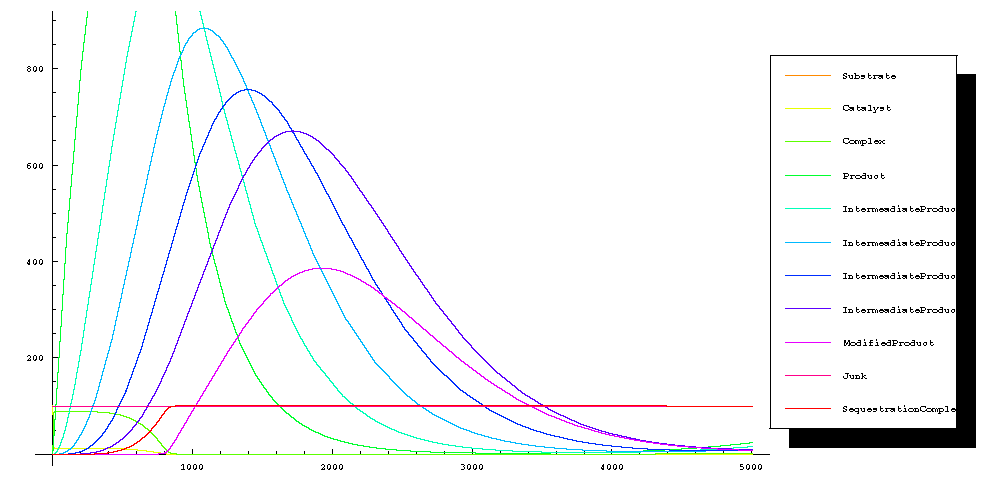 800
600
400
200
1000
2000
3000
4000
5000
Substrate
Catalyst
Complex
Product
IntermediateProduc
IntermediateProduc
IntermediateProduc
IntermediateProduc
ModifiedProduct
Junk
SequestrationComple